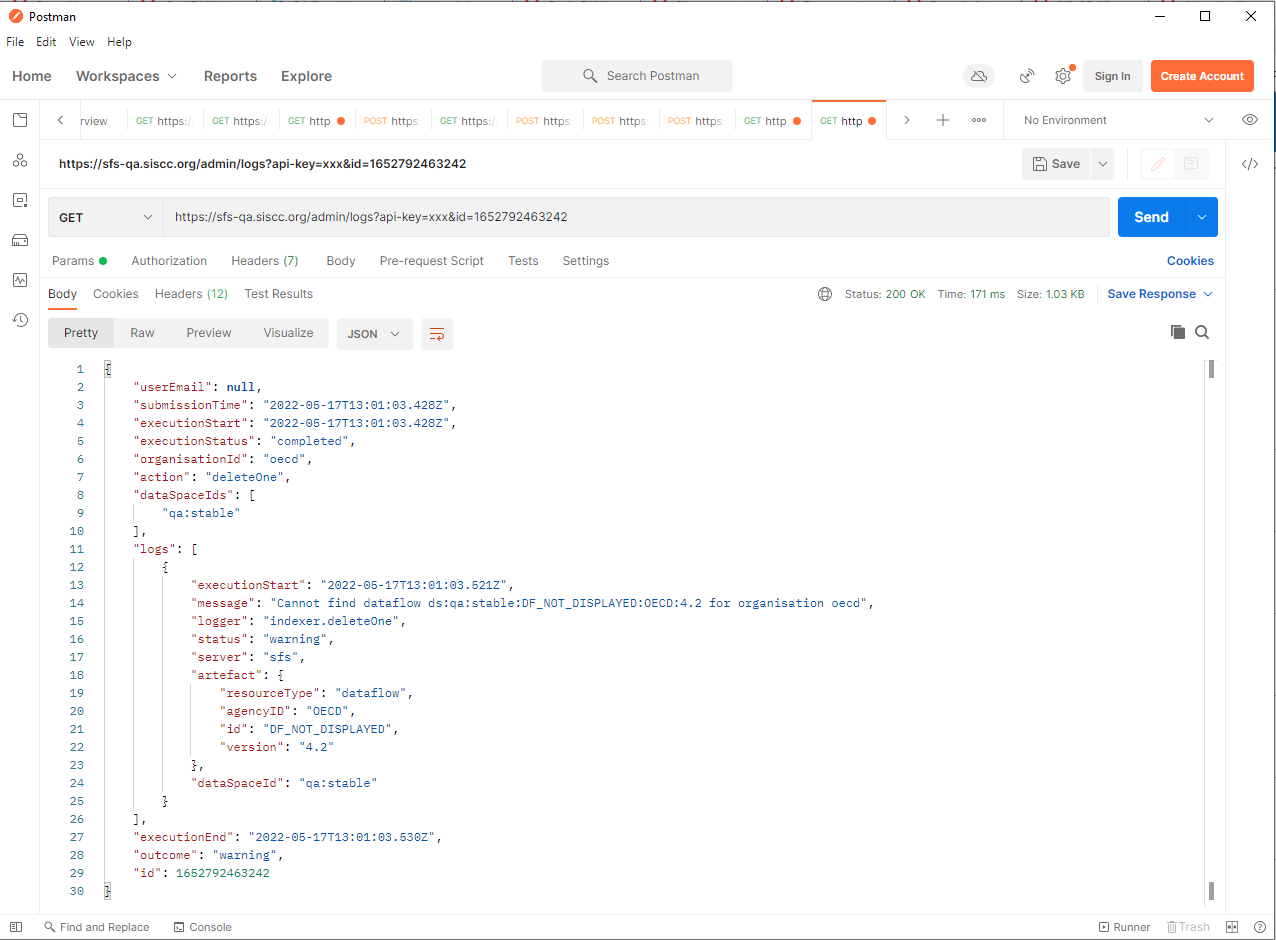 Postman
File Edit View Help
Home Workspaces Reports Explore Search Postman Sign In Create Account
rview GET https:/ GET https:/ GET http POST https: GET https:/ POST https: POST https: POST https: GET http GET http No Environment
https://sfs-qa.siscc.org/admin/logs?api-key=xxx&id=1652792463242 Save
GET https://sfs-qa.siscc.org/admin/logs?api-key=xxx&id=1652792463242 Send
Params Authorization Headers (7) Body Pre-request Script Tests Settings Cookies
Body Cookies Headers (12) Test Results Status: 200 OK Time: 171 ms Size: 1.03 KB Save Response
Pretty Raw Preview Visualize JSON
1 {
2 "userEmail": null,
3 "submissionTime": "2022-05-17T13:01:03.428Z",
4 "executionStart": "2022-05-17T13:01:03.428Z",
5 "executionStatus": "completed",
6 "organisationId": "oecd",
7 "action": "deleteOne",
8 "dataSpaceIds": [
9 "qa:stable"
10 ],
11 "logs": [
12 {
13 "executionStart": "2022-05-17T13:01:03.521Z",
14 "message": "Cannot find dataflow ds:qa:stable:DF_NOT_DISPLAYED:OECD:4.2 for organisation oecd",
15 "logger": "indexer.deleteOne",
16 "status": "warning",
17 "server": "sfs",
18 "artefact": {
19 "resourceType": "dataflow",
20 "agencyID": "OECD",
21 "id": "DF_NOT_DISPLAYED",
22 "version": "4.2"
23 },
24 "dataSpaceId": "qa:stable"
25 }
26 ],
27 "executionEnd": "2022-05-17T13:01:03.530Z",
28 "outcome": "warning",
29 "id": 1652792463242
30 }
Find and Replace Console Runner Trash